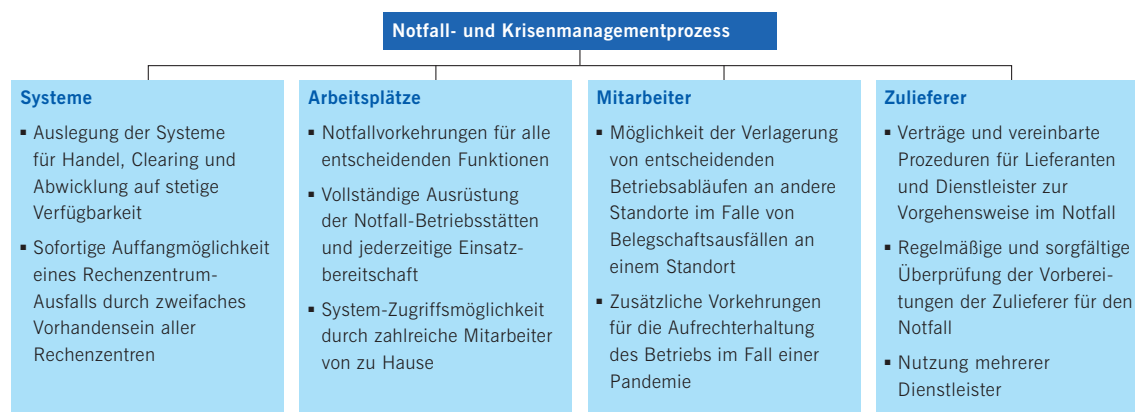 Notfall- und Krisenmanagementprozess
Systeme
▪ Auslegung der Systeme
für Handel, Clearing und
Abwicklung auf stetige
Verfügbarkeit
▪ Sofortige Auffangmöglichkeit
eines Rechenzentrum-
Ausfalls durch zweifaches
Vorhandensein aller
Rechenzentren
Arbeitsplätze
▪ Notfallvorkehrungen für alle
entscheidenden Funktionen
▪ Vollständige Ausrüstung
der Notfall-Betriebsstätten
und jederzeitige Einsatz-
bereitschaft
▪ System-Zugriffsmöglichkeit
durch zahlreiche Mitarbeiter
von zu Hause
Mitarbeiter
▪ Möglichkeit der Verlagerung
von entscheidenden
Betriebsabläufen an andere
Standorte im Falle von
Belegschaftsausfällen an
einem Standort
▪ Zusätzliche Vorkehrungen
für die Aufrechterhaltung
des Betriebs im Fall einer
Pandemie
Zulieferer
▪ Verträge und vereinbarte
Prozeduren für Lieferanten
und Dienstleister zur
Vorgehensweise im Notfall
▪ Regelmäßige und sorgfältige
Überprüfung der Vorberei-
tungen der Zulieferer für den
Notfall
▪ Nutzung mehrerer
Dienstleister